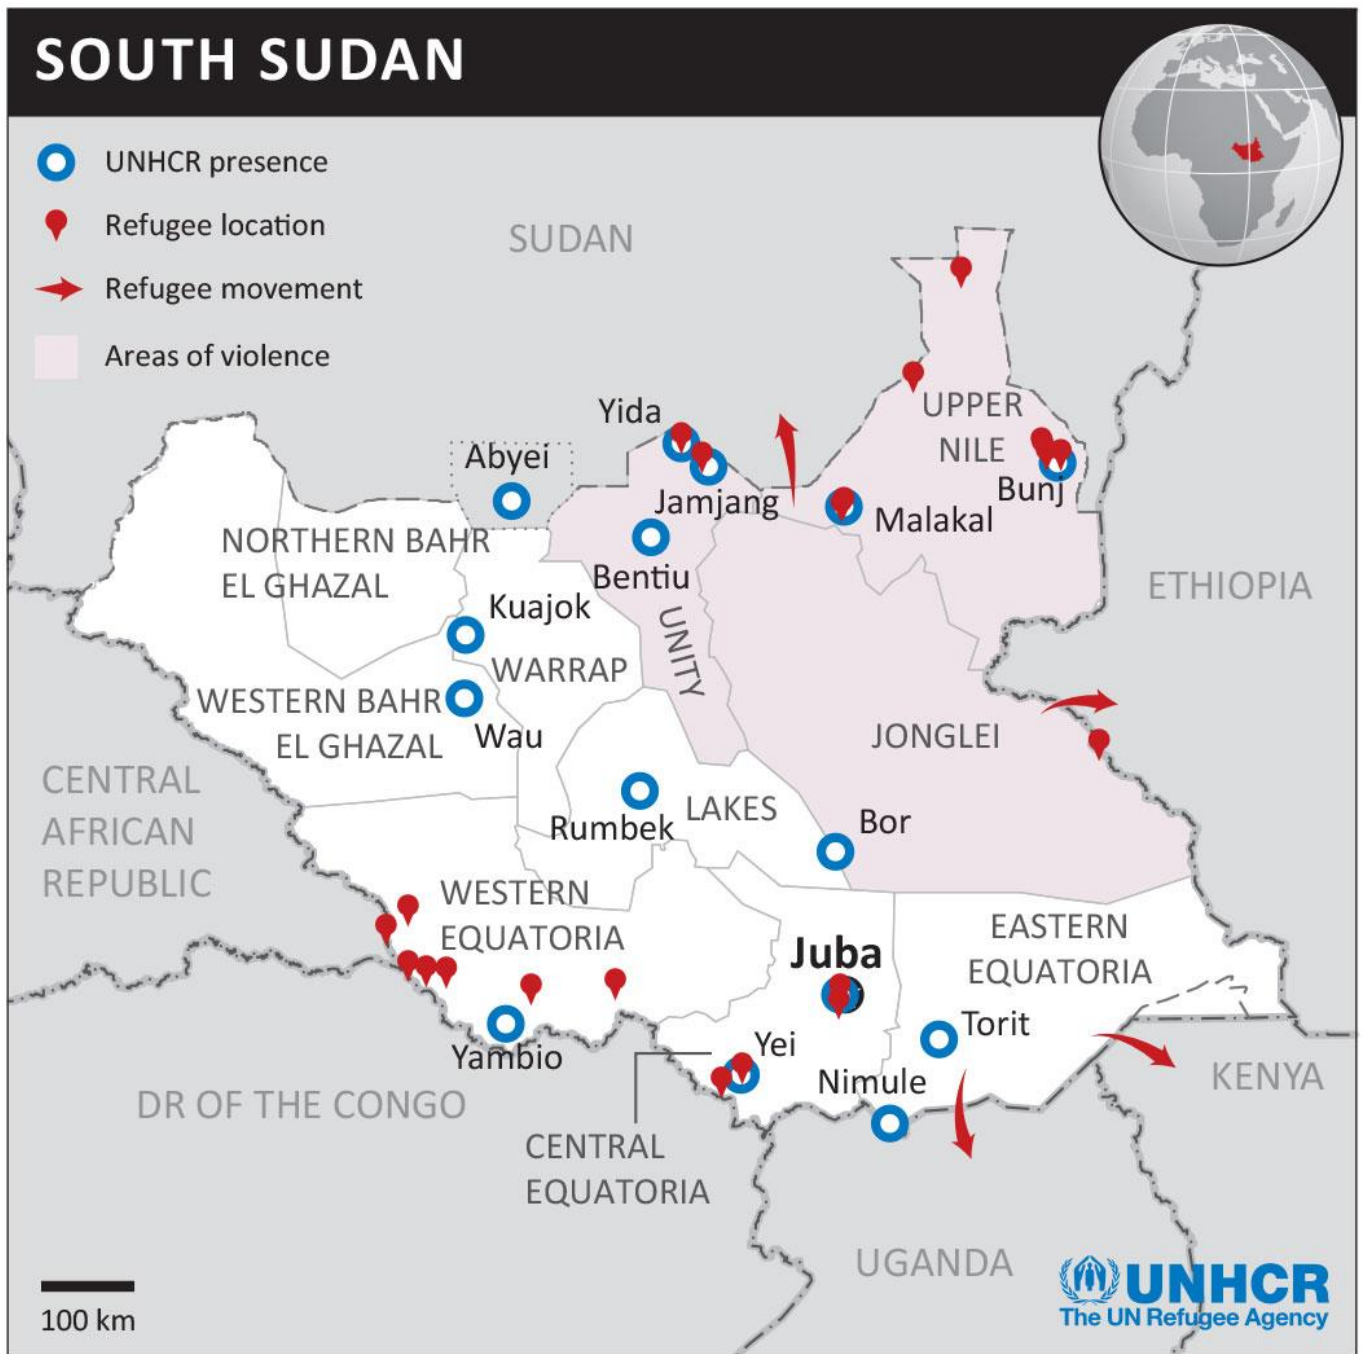 SOUTH SUDAN
UNHCR presence
Refugee location
Refugee movement
Areas of violence
SUDAN
Yida
UPPER
NILE
Abyei
Jamjang
Bunj
Malakal
NORTHERN BAHR
EL GHAZAL
Bentiu
ETHIOPIA
Kuajok
UNITY
WARRAP
WESTERN BAHR
EL GHAZAL
Wau
JONGLEI
CENTRAL
AFRICAN
REPUBLIC
LAKES
Rumbek
Bor
WESTERN
EQUATORIA
EASTERN
EQUATORIA
Juba
Torit
Yei
Yambio
Nimule
KENYA
DR OF THE CONGO
CENTRAL
EQUATORIA
UGANDA
UNHCR
The UN Refugee Agency
100 km